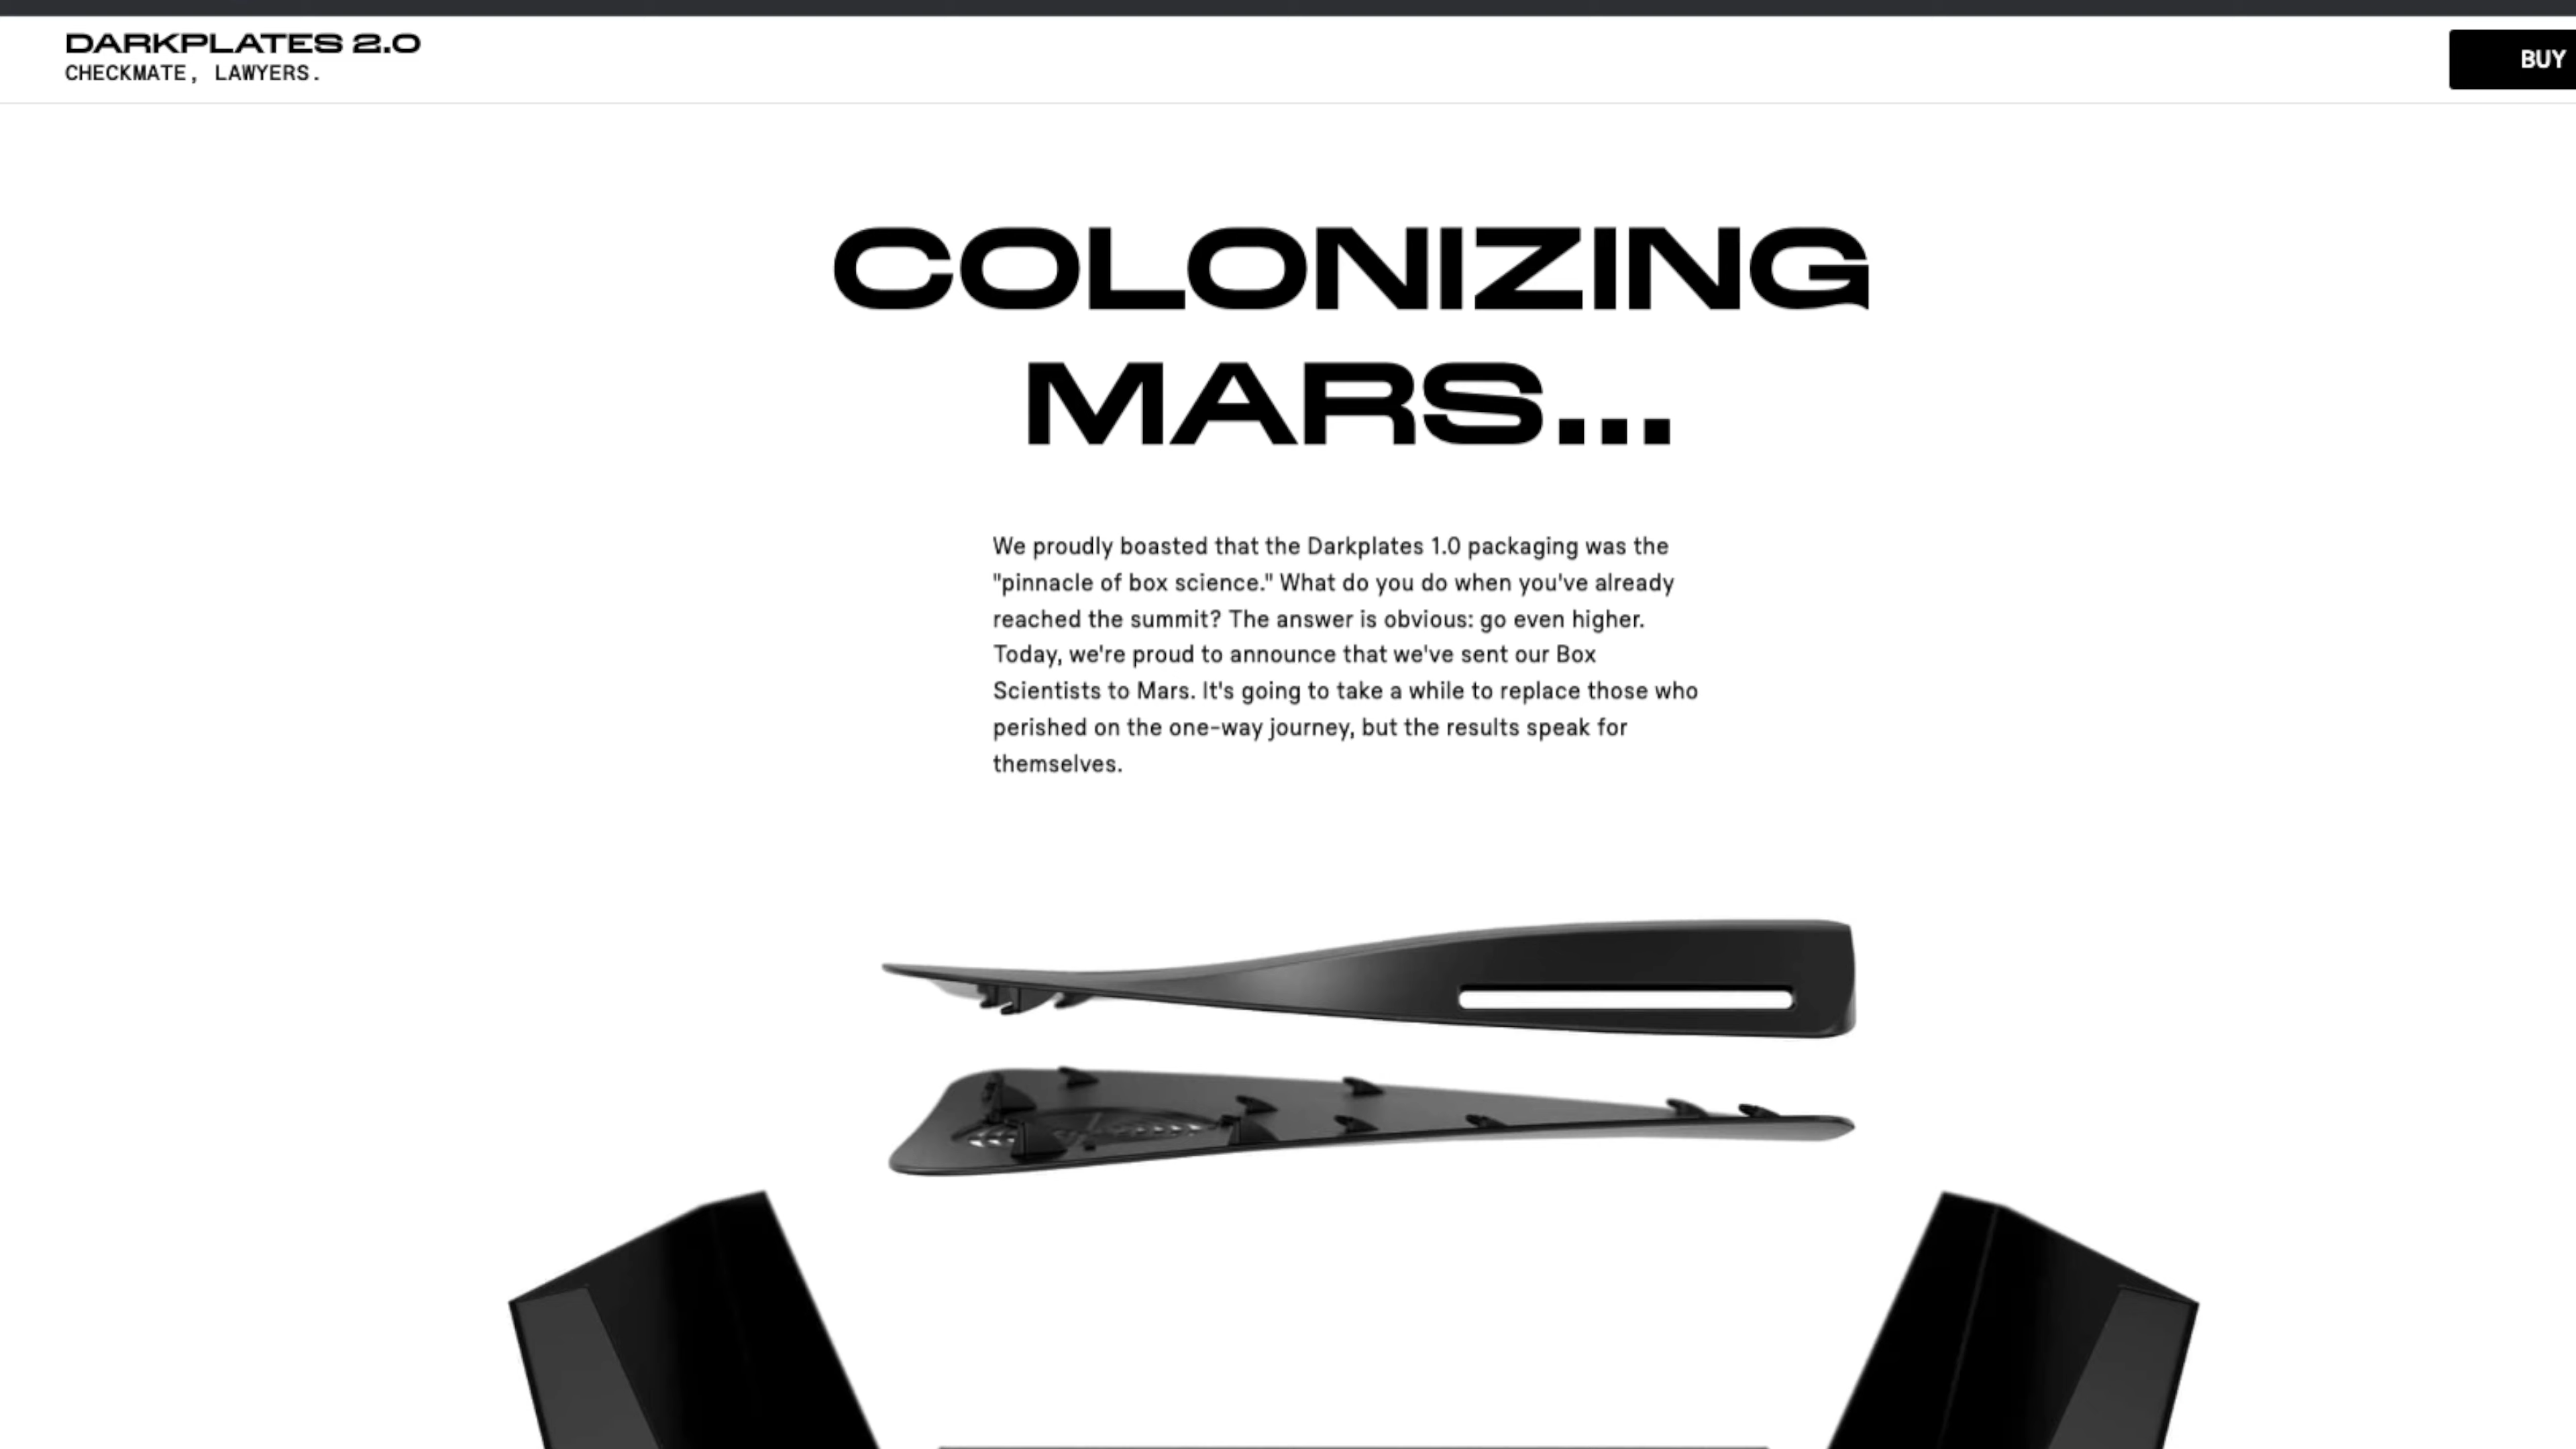 DARKPLATES 2.0
CHECKMATE, LAWYERS.
BUY
COLONIZING
MARS...
We proudly boasted that the Darkplates 1.0 packaging was the
"pinnacle of box science." What do you do when you've already
reached the summit? The answer is obvious: go even higher.
Today, we're proud to announce that we've sent our Box
Scientists to Mars. It's going to take a while to replace those who
perished on the one-way journey, but the results speak for
themselves.